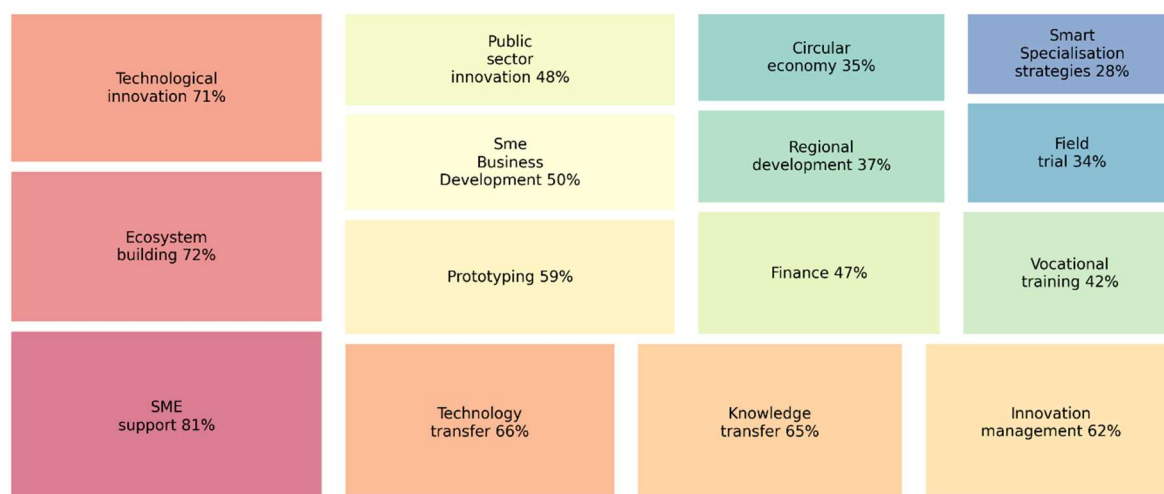 Technological
innovation 71%
Public
sector
innovation 48%
Circular
economy 35%
Smart
Specialisation
strategies 28%
Sme
Business
Development 50%
Regional
development 37%
Field
trial 34%
Ecosystem
building 72%
Prototyping 59%
Finance 47%
Vocational
training 42%
SME
support 81%
Technology
transfer 66%
Knowledge
transfer 65%
Innovation
management 62%